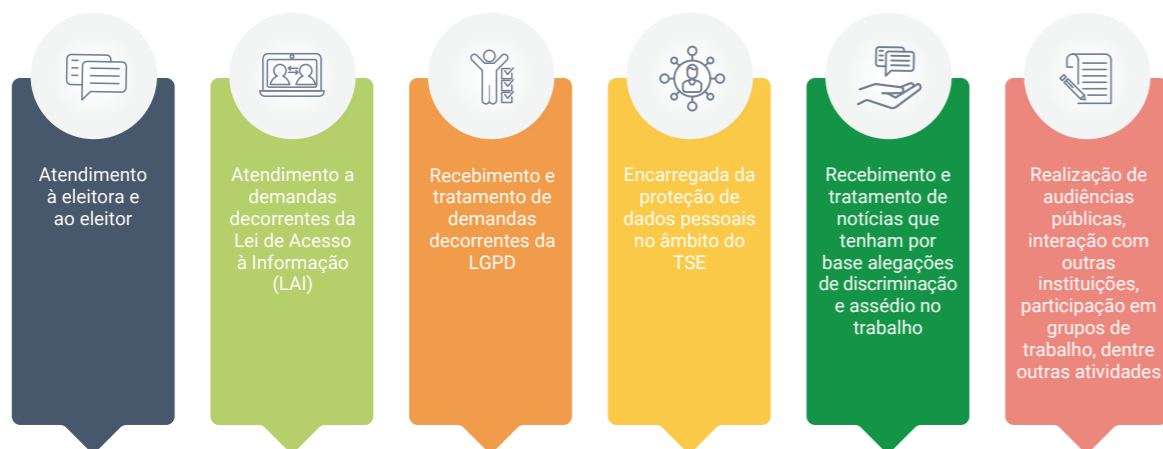 Atendimento
à eleitora e
ao eleitor
Atendimento a
demandas
decorrentes da
Lei de Acesso
à Informação
(LAI)
Recebimento e
tratamento de
demandas
decorrentes da
LGPD
Encarregada da
proteção de
dados pessoais
no âmbito do
TSE
Recebimento e
tratamento de
notícias que
tenham por
base alegações
de discriminação
e assédio no
trabalho
Realização de
audiências
públicas,
interação com
outras
instituições,
participação em
grupos de
trabalho, dentre
outras atividades